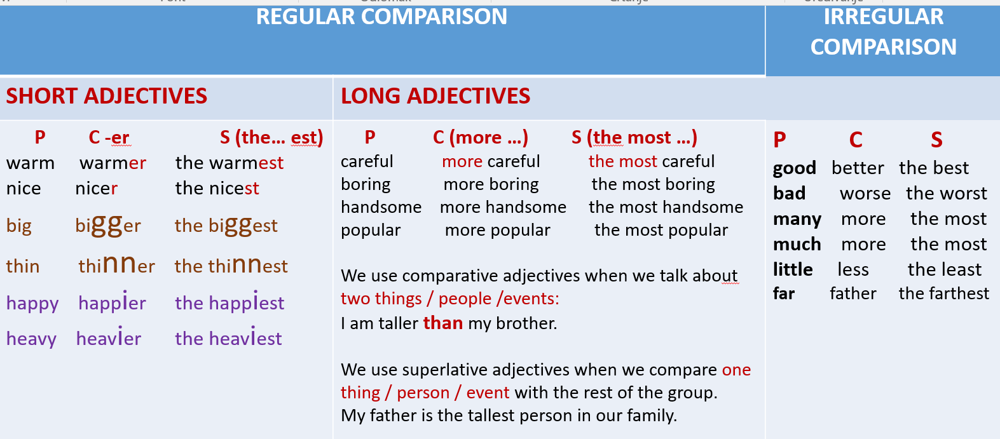 REGULAR COMPARISON
IRREGULAR
COMPARISON
SHORT ADJECTIVES
P C -er S (the... est)
warm warmer the warmest
nice nicer the nicest
big bigger the biggest
thin thinner the thinnest
happy happier the happiest
heavy heavier the heaviest
LONG ADJECTIVES
P C (more ...) S (the most ...)
careful more careful the most careful
boring more boring the most boring
handsome more handsome the most handsome
popular more popular the most popular
We use comparative adjectives when we talk about
two things / people /events:
I am taller than my brother.
We use superlative adjectives when we compare one
thing / person / event with the rest of the group.
My father is the tallest person in our family.
P C S
good better the best
bad worse the worst
many more the most
much more the most
little less the least
far father the farthest